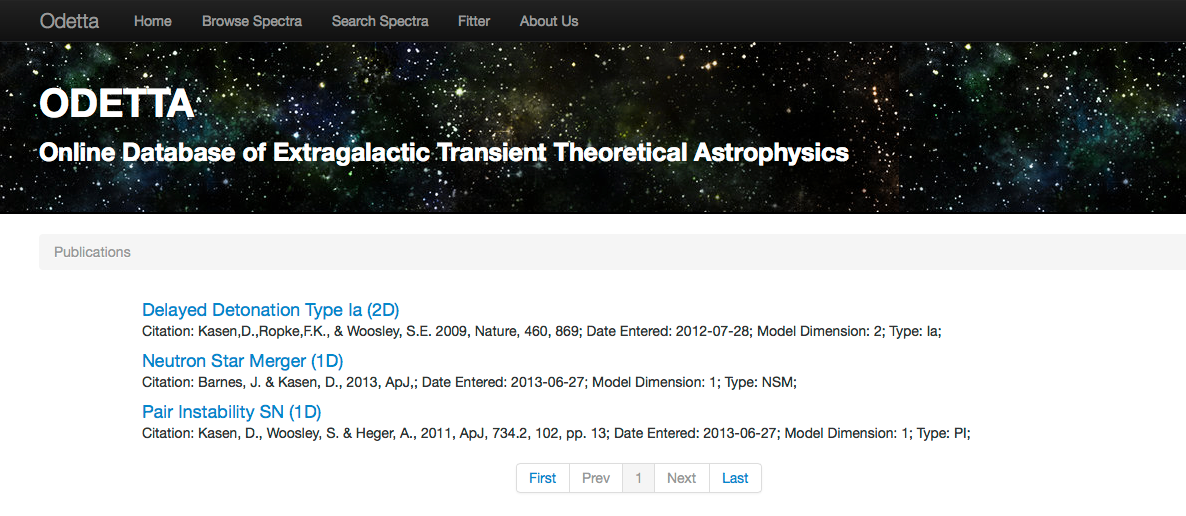 Odetta Home Browse Spectra Search Spectra Fitter About Us
ODETTA
Online Database of Extragalactic Transient Theoretical Astrophysics
Publications
Delayed Detonation Type Ia (2D)
Citation: Kasen,D.,Ropke,F.K., & Woosley, S.E. 2009, Nature, 460, 869; Date Entered: 2012-07-28; Model Dimension: 2; Type: Ia;
Neutron Star Merger (1D)
Citation: Barnes, J. & Kasen, D., 2013, ApJ,; Date Entered: 2013-06-27; Model Dimension: 1; Type: NSM;
Pair Instability SN (1D)
Citation: Kasen, D., Woosley, S. & Heger, A., 2011, ApJ, 734.2, 102, pp. 13; Date Entered: 2013-06-27; Model Dimension: 1; Type: PI;
First Prev 1 Next Last